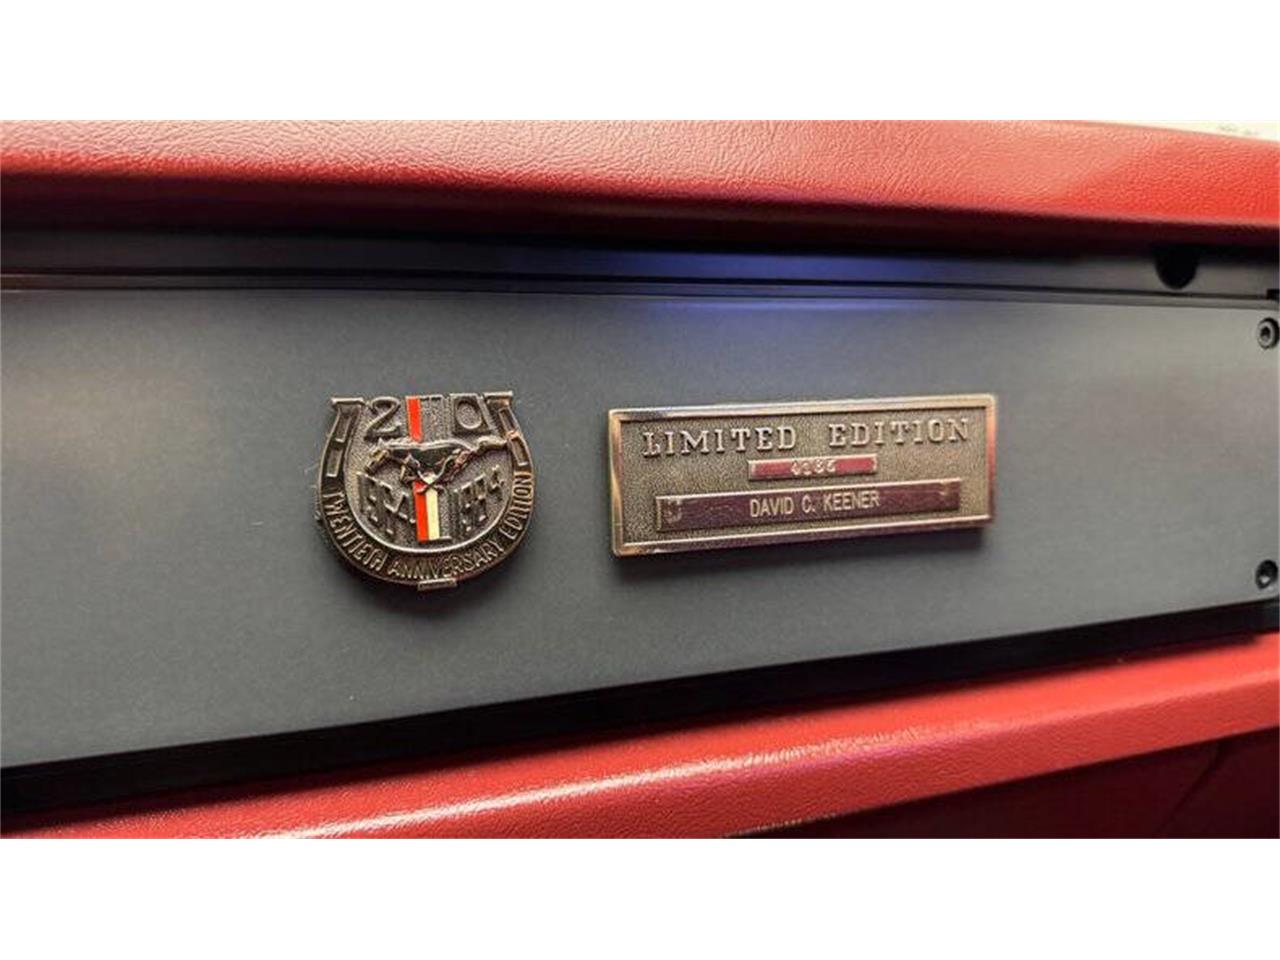 20
1964 1984
TWENTIETH ANNIVERSARY EDITION
LIMITED EDITION
DAVID C. KEENER